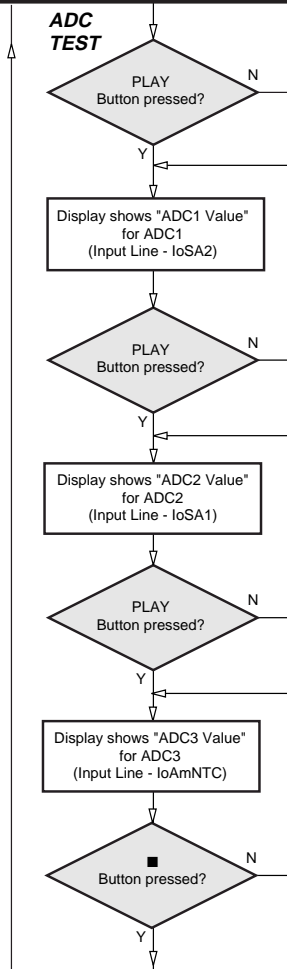 ADC
TEST
PLAY
Button pressed?
N
Y
Display shows "ADC1 Value"
for ADC1
(Input Line - IoSA2)
PLAY
Button pressed?
N
Y
Display shows "ADC2 Value"
for ADC2
(Input Line - IoSA1)
PLAY
Button pressed?
N
Y
Display shows "ADC3 Value"
for ADC3
(Input Line - IoAmNTC)
■
Button pressed?
N
Y